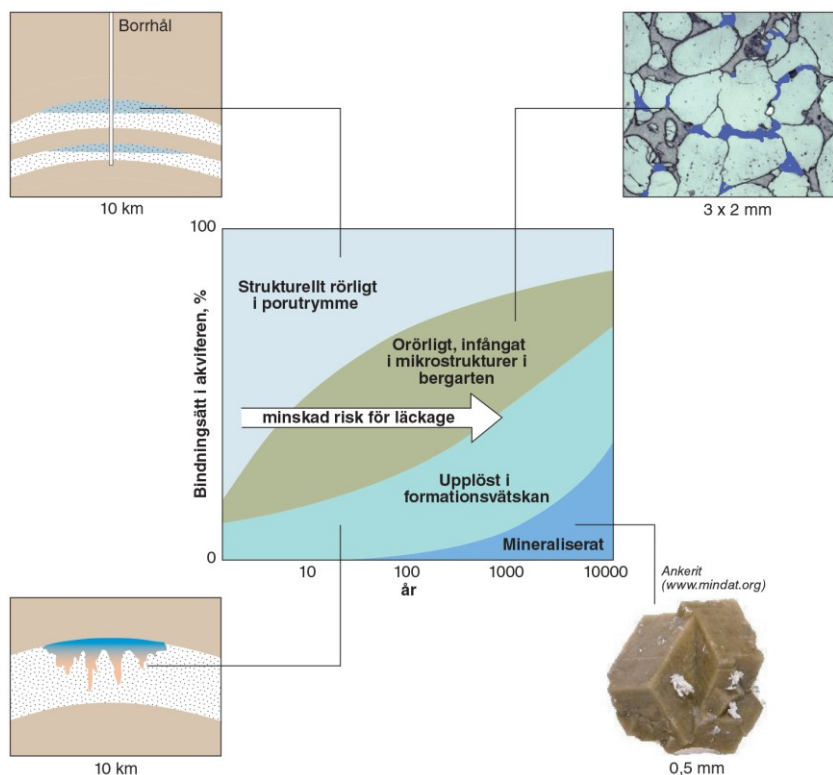 Borrhål
10 km
3 x 2 mm
100
Bindningsätt i akviferen, %
Strukturellt rörligt
i porutrymme
Orörligt, infångat
i mikrostrukturer i
bergarten
minskad risk för läckage
Upplöst i
formationsvätskan
Mineraliserat
0
10
100
1000
10000
år
Ankerit
(www.mindat.org)
10 km
0,5 mm